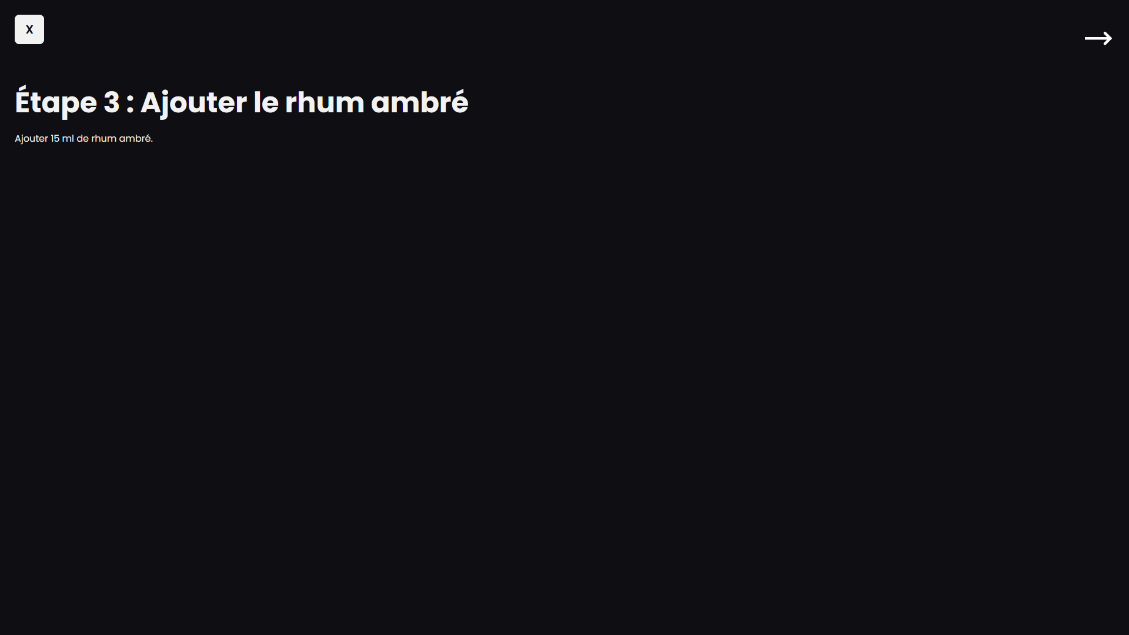 X
Étape 3 : Ajouter le rhum ambré
Ajouter 15 ml de rhum ambré.